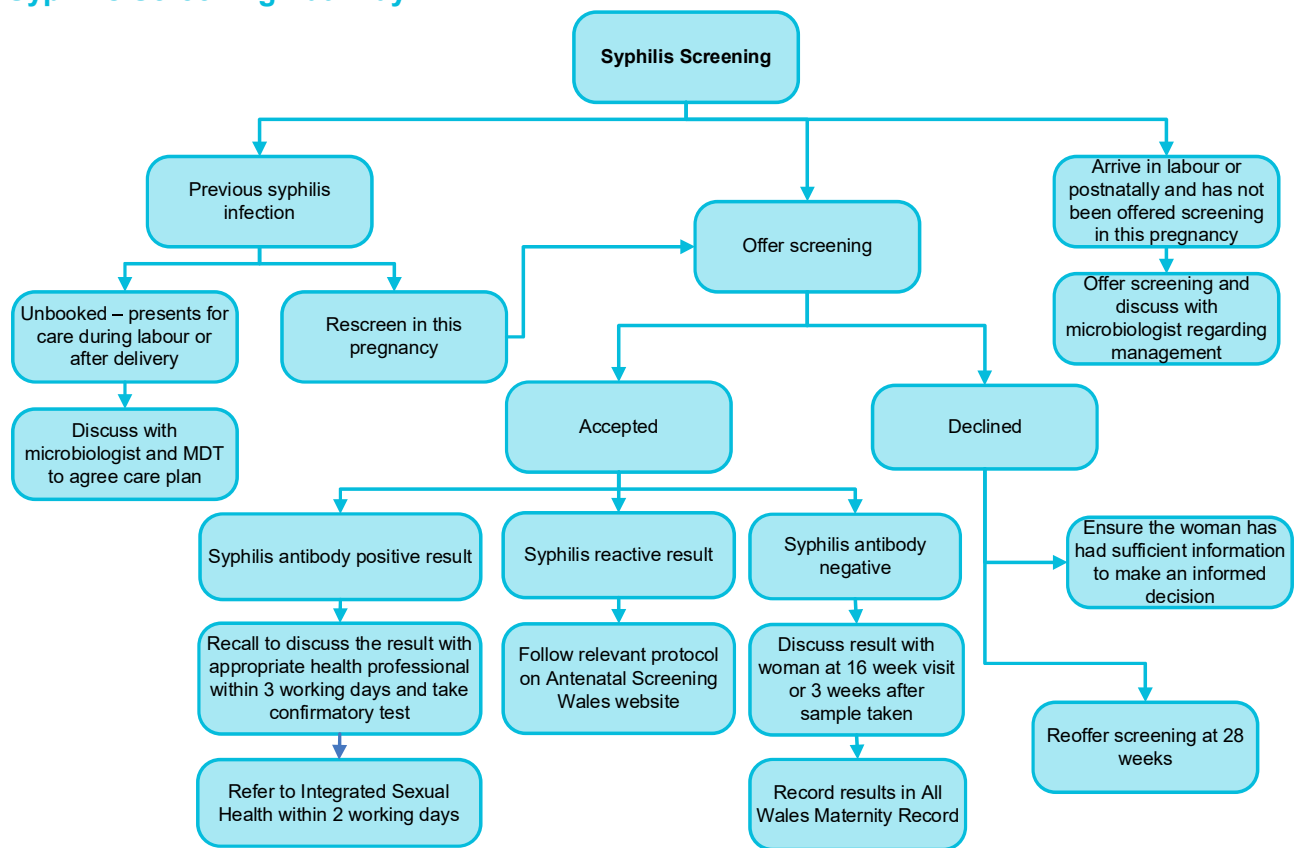 Syphilis Screening
Previous syphilis
infection
Offer screening
Arrive in labour or
postnatally and has not
been offered screening
in this pregnancy
Unbooked – presents for
care during labour or
after delivery
Rescreen in this
pregnancy
Offer screening and
discuss with
microbiologist regarding
management
Discuss with
microbiologist and MDT
to agree care plan
Accepted
Declined
Syphilis antibody positive result
Syphilis reactive result
Syphilis antibody
negative
Ensure the woman has
had sufficient information
to make an informed
decision
Recall to discuss the result with
appropriate health professional
within 3 working days and take
confirmatory test
Follow relevant protocol
on Antenatal Screening
Wales website
Discuss result with
woman at 16 week visit
or 3 weeks after
sample taken
Reoffer screening at 28
weeks
Refer to Integrated Sexual
Health within 2 working days
Record results in All
Wales Maternity Record